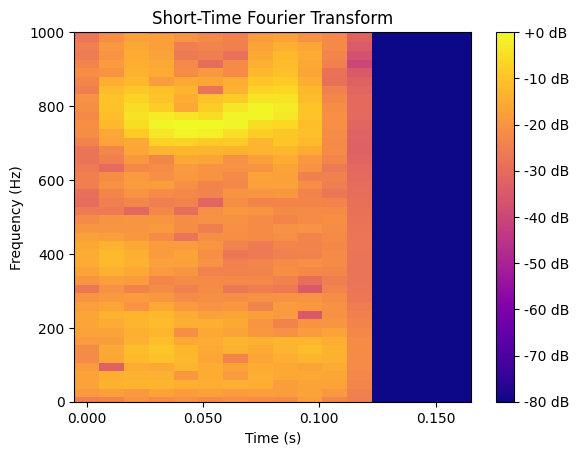 Short-Time Fourier Transform
1000
800
600
400
200
0
Frequency (Hz)
0.000
0.050
0.100
0.150
Time (s)
+0 dB
-10 dB
-20 dB
-30 dB
-40 dB
-50 dB
-60 dB
-70 dB
-80 dB